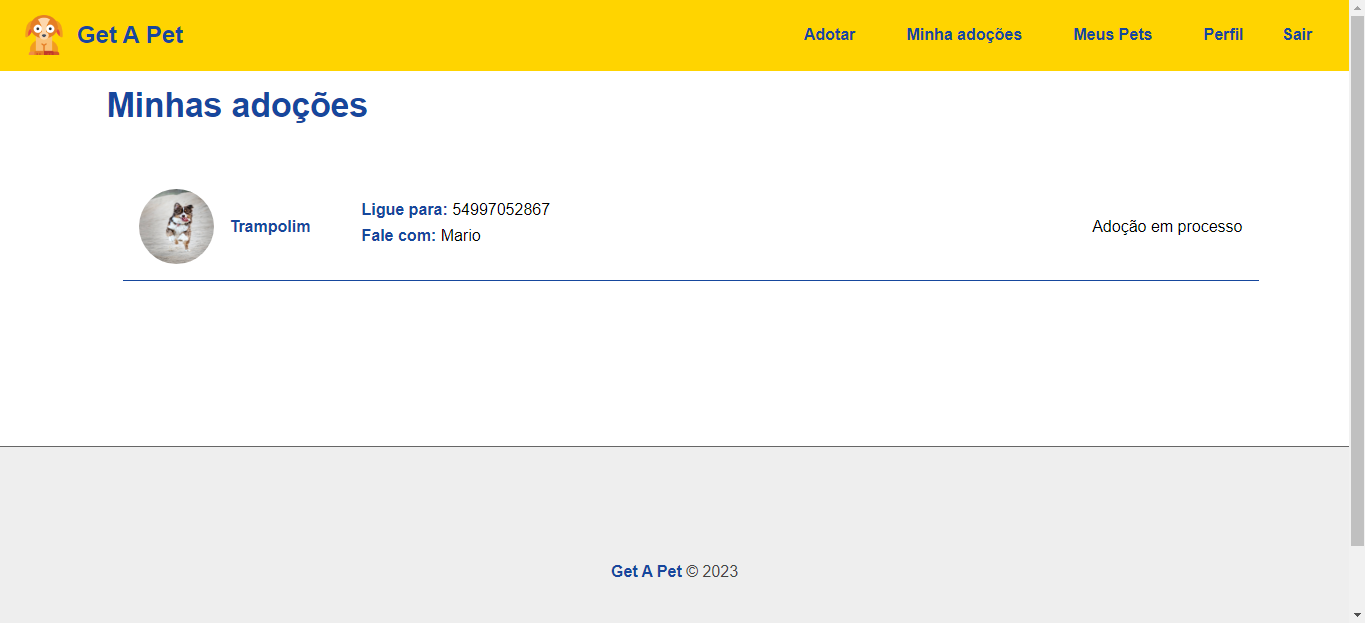 Get A Pet
Adotar
Minha adoções
Meus Pets
Perfil
Sair
Minhas adoções
Trampolim
Ligue para: 54997052867
Fale com: Mario
Adoção em processo
Get A Pet © 2023